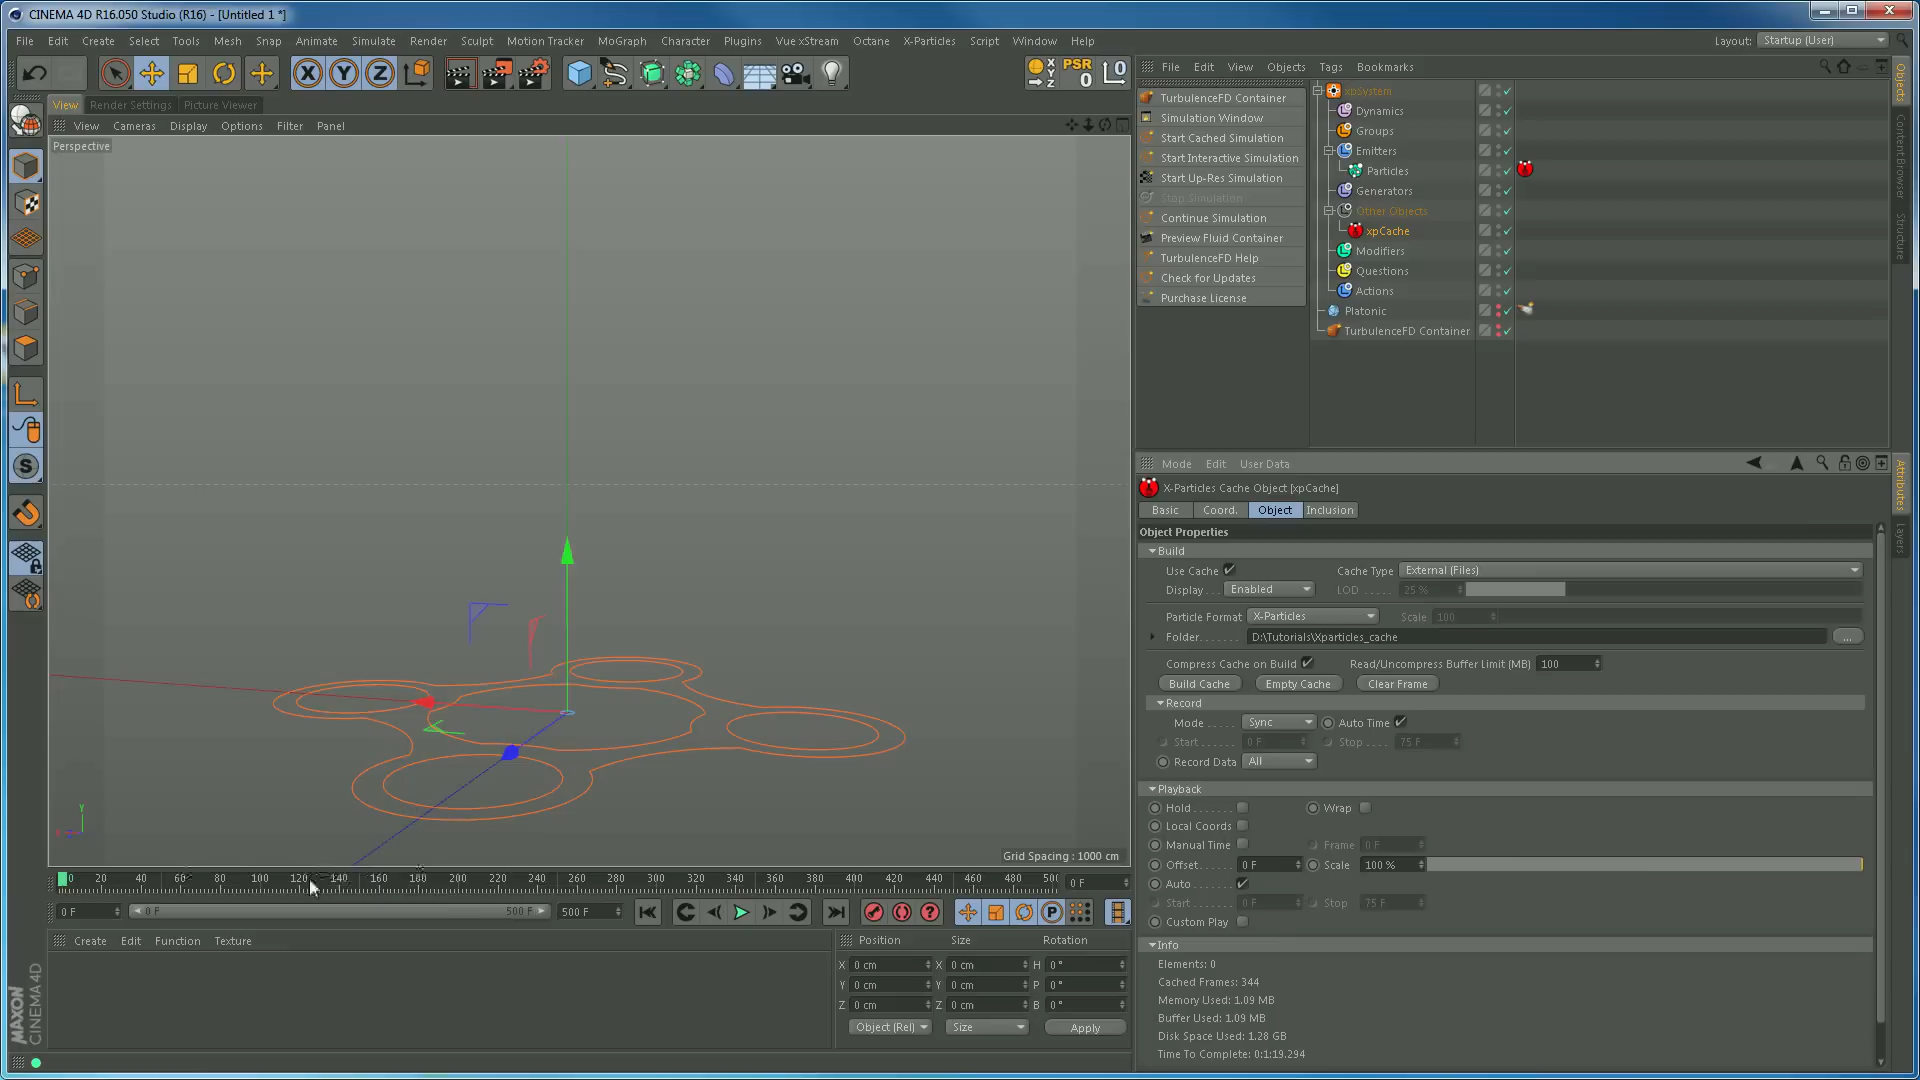 CINEMA 4D R16.050 Studio (R16) - [Untitled 1 *]
File Edit Create Select Tools Mesh Snap Animate Simulate Render Sculpt Motion Tracker MoGraph Character Plugins Vue xStream Octane X-Particles Script Window Help
Layout: Startup (User)
X Y Z
X Y Z PSR 0 0
File Edit View Objects Tags Bookmarks
View Render Settings Picture Viewer
View Cameras Display Options Filter Panel
Perspective
TurbulenceFD Container
Simulation Window
Start Cached Simulation
Start Interactive Simulation
Start Up-Res Simulation
Stop Simulation
Continue Simulation
Preview Fluid Container
TurbulenceFD Help
Check for Updates
Purchase License
xpSystem
Dynamics
Groups
Emitters
Particles
Generators
Other Objects
xpCache
Modifiers
Questions
Actions
Platonic
TurbulenceFD Container
Objects
Content Browser
Structure
Mode Edit User Data
X-Particles Cache Object [xpCache]
Basic Coord. Object Inclusion
Object Properties
Build
Use Cache Cache Type External (Files)
Display . . . Enabled LOD . . . . . 25 %
Particle Format X-Particles Scale 100
Folder. . . . . . . D:\Tutorials\Xparticles_cache ...
Compress Cache on Build Read/Uncompress Buffer Limit (MB) 100
Build Cache Empty Cache Clear Frame
Record
Mode . . . . . Sync Auto Time
Start . . . . . . 0 F Stop . . . . 75 F
Record Data All
Playback
Hold . . . . . . . Wrap
Local Coords
Manual Time Frame 0 F
Offset . . . . . 0 F Scale 100 %
Auto . . . . . . .
Start . . . . . . 0 F Stop 75 F
Custom Play
Info
Elements: 0
Cached Frames: 344
Memory Used: 1.09 MB
Buffer Used: 1.09 MB
Disk Space Used: 1.28 GB
Time To Complete: 0:1:19.294
Attributes
Layers
Y
Grid Spacing : 1000 cm
0 20 40 60 80 100 120 140 160 180 200 220 240 260 280 300 320 340 360 380 400 420 440 460 480 500 0 F
0 F 0 F 500 F 500 F
P
Create Edit Function Texture
Position Size Rotation
X 0 cm X 0 cm H 0 °
Y 0 cm Y 0 cm P 0 °
Z 0 cm Z 0 cm B 0 °
Object (Rel) Size Apply
MAXON
CINEMA 4D